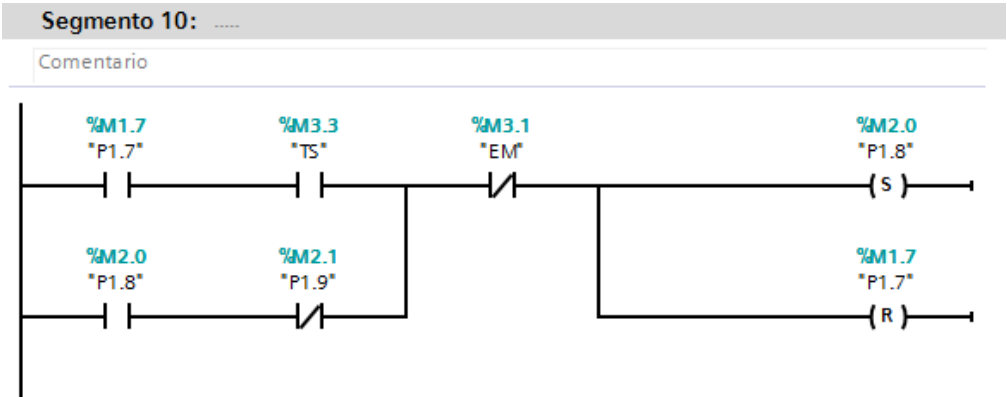 Segmento 10: .....
Comentario
%M1.7 %M3.3 %M3.1 %M2.0
"P1.7" "TS" "EM" "P1.8"
S
%M2.0 %M2.1 %M1.7
"P1.8" "P1.9" "P1.7"
R